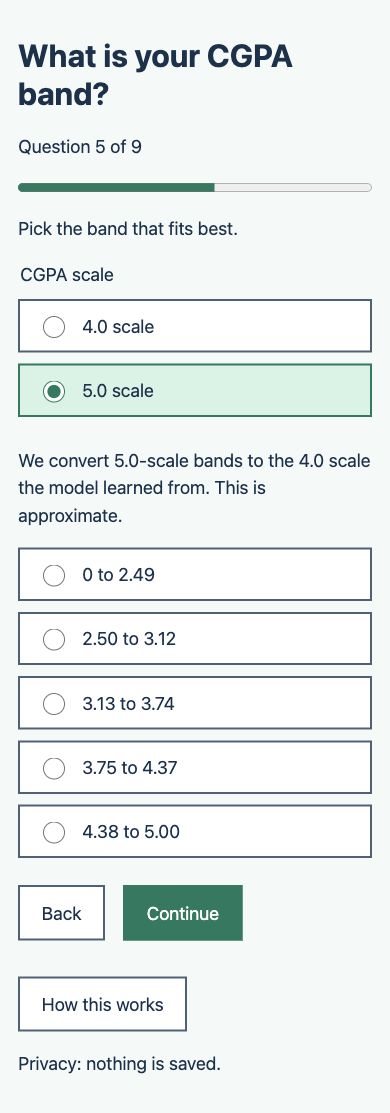 What is your CGPA
band?
Question 5 of 9
Pick the band that fits best.
CGPA scale
4.0 scale
5.0 scale
We convert 5.0-scale bands to the 4.0 scale
the model learned from. This is
approximate.
0 to 2.49
2.50 to 3.12
3.13 to 3.74
3.75 to 4.37
4.38 to 5.00
Back
Continue
How this works
Privacy: nothing is saved.